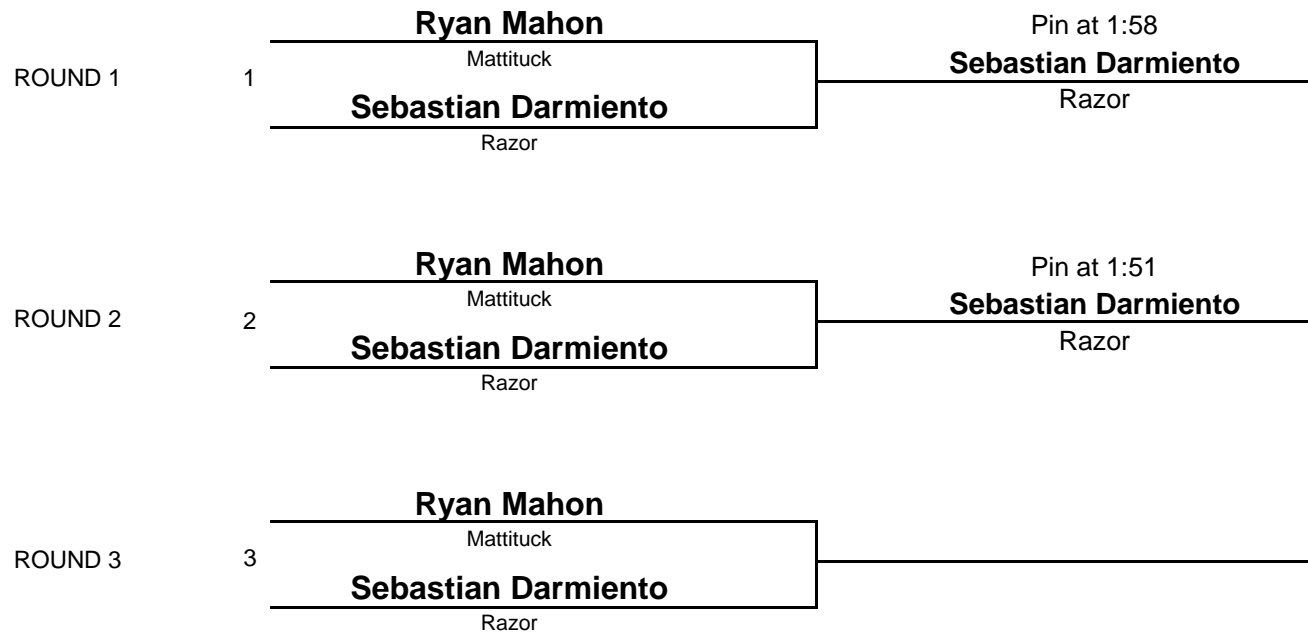 Ryan Mahon
Pin at 1:58
Mattituck
Sebastian Darmiento
ROUND 1
1
Sebastian Darmiento
Razor
Razor
Ryan Mahon
Pin at 1:51
Mattituck
Sebastian Darmiento
ROUND 2
2
Sebastian Darmiento
Razor
Razor
Ryan Mahon
Mattituck
ROUND 3
3
Sebastian Darmiento
Razor